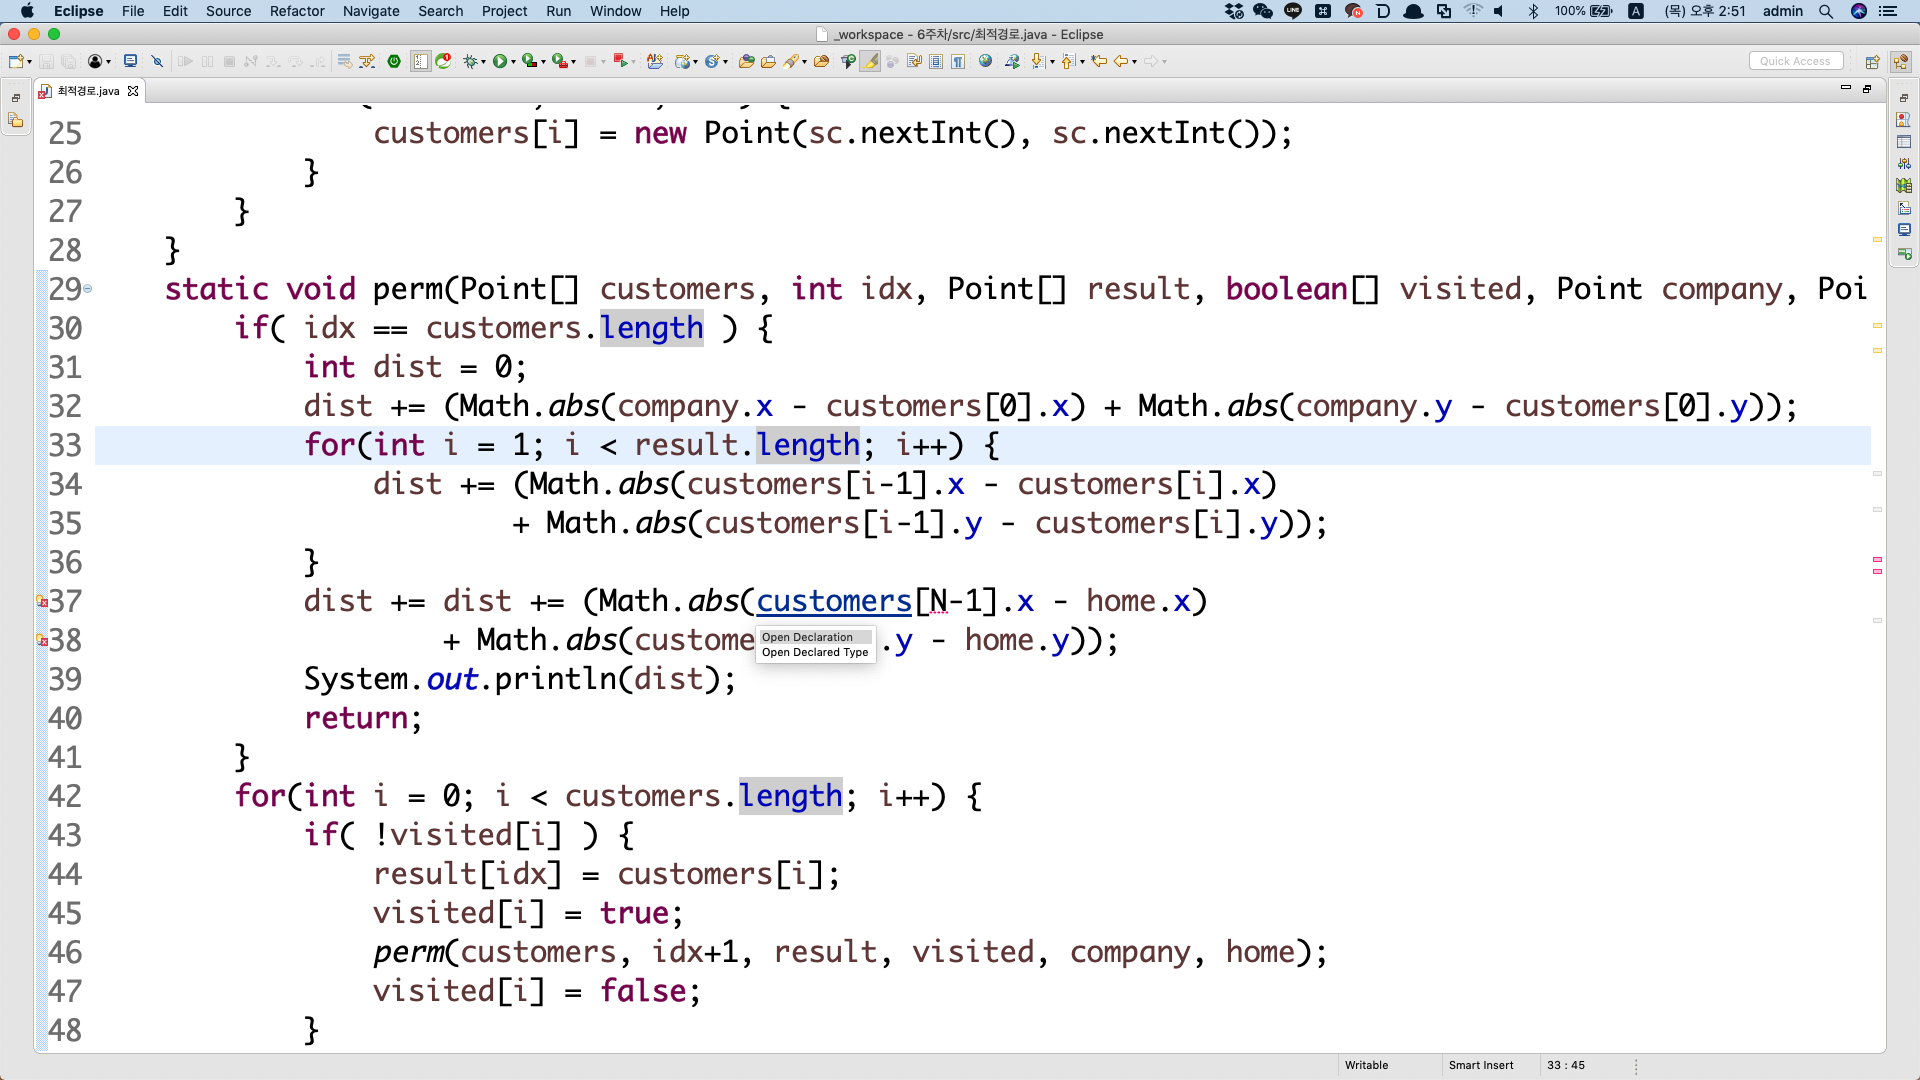 Eclipse File Edit Source Refactor Navigate Search Project Run Window Help 100% A (목) 오후 2:51 admin
_workspace - 6주차/src/최적경로.java - Eclipse
Quick Access
최적경로.java
25 customers[i] = new Point(sc.nextInt(), sc.nextInt());
26 }
27 }
28 }
29 static void perm(Point[] customers, int idx, Point[] result, boolean[] visited, Point company, Poi
30 if( idx == customers.length ) {
31 int dist = 0;
32 dist += (Math.abs(company.x - customers[0].x) + Math.abs(company.y - customers[0].y));
33 for(int i = 1; i < result.length; i++) {
34 dist += (Math.abs(customers[i-1].x - customers[i].x)
35 + Math.abs(customers[i-1].y - customers[i].y));
36 }
37 dist += dist += (Math.abs(customers[N-1].x - home.x)
38 + Math.abs(custome .y - home.y));
Open Declaration
Open Declared Type
39 System.out.println(dist);
40 return;
41 }
42 for(int i = 0; i < customers.length; i++) {
43 if( !visited[i] ) {
44 result[idx] = customers[i];
45 visited[i] = true;
46 perm(customers, idx+1, result, visited, company, home);
47 visited[i] = false;
48 }
Writable Smart Insert 33 : 45